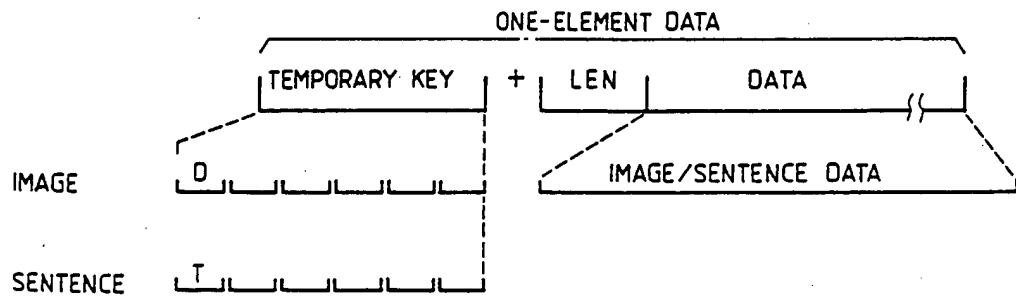 ONE-ELEMENT DATA
TEMPORARY KEY + LEN DATA
IMAGE D IMAGE/SENTENCE DATA
SENTENCE T